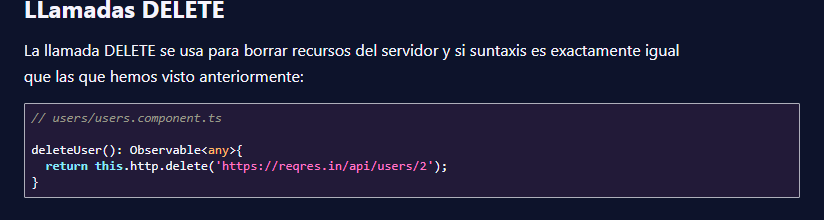 LLamadas DELETE
La llamada DELETE se usa para borrar recursos del servidor y si suntaxis es exactamente igual
que las que hemos visto anteriormente:
// users/users.component.ts
deleteUser(): Observable<any>{
  return this.http.delete('https://reqres.in/api/users/2');
}